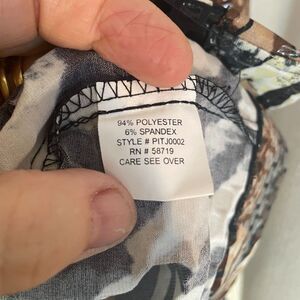 94% POLYESTER
6% SPANDEX
STYLE # PITJ0002
RN # 58719
CARE SEE OVER